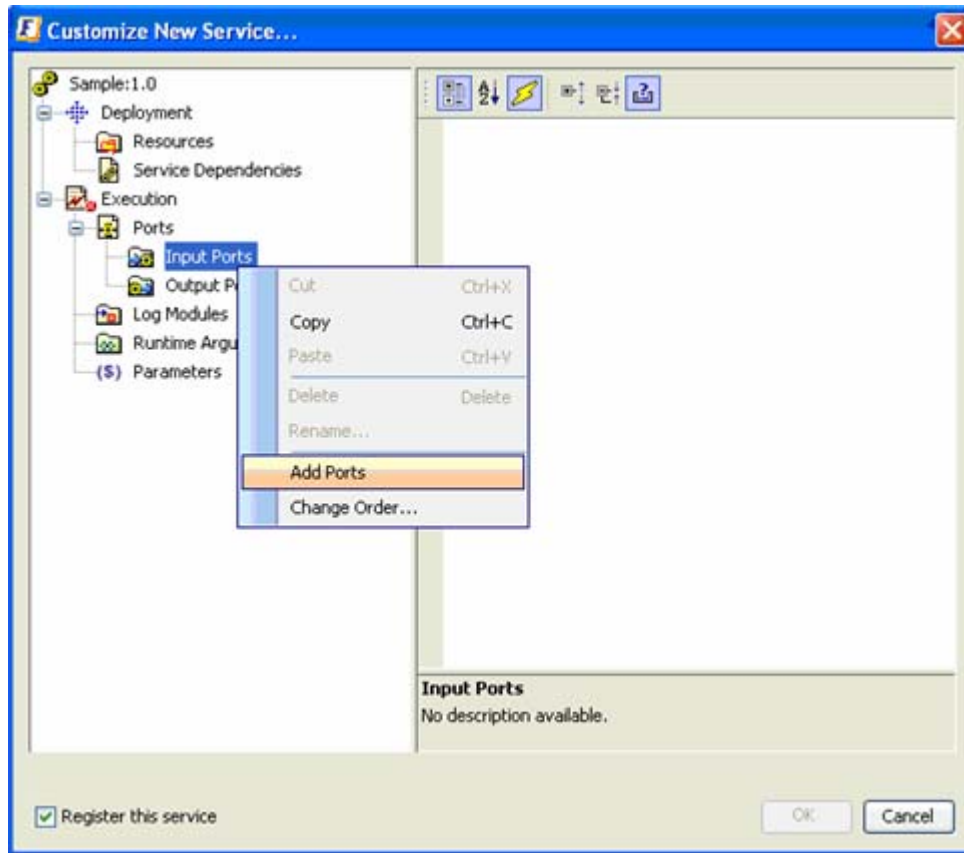 Customize New Service...
Sample:1.0
Deployment
Resources
Service Dependencies
Execution
Ports
Input Ports
Output P
Log Modules
Runtime Argu
($) Parameters
Cut Ctrl+X
Copy Ctrl+C
Paste Ctrl+V
Delete Delete
Rename...
Add Ports
Change Order...
Input Ports
No description available.
Register this service
OK
Cancel